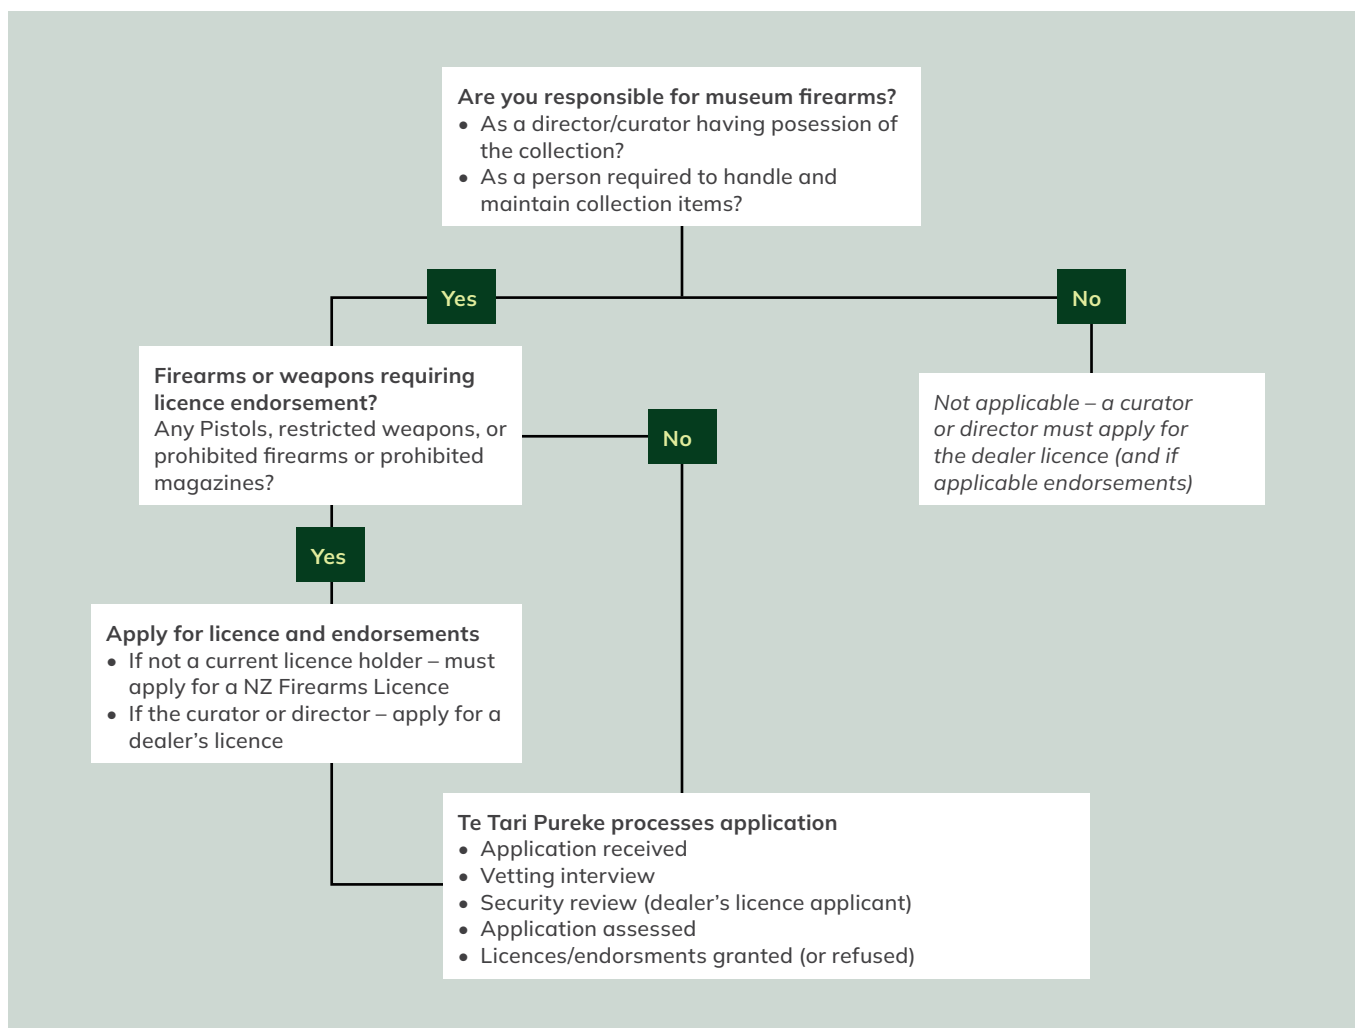 Are you responsible for museum firearms?
• As a director/curator having posession of
the collection?
• As a person required to handle and
maintain collection items?
Yes
No
Firearms or weapons requiring
licence endorsement?
Any Pistols, restricted weapons, or
prohibited firearms or prohibited
magazines?
No
Not applicable – a curator
or director must apply for
the dealer licence (and if
applicable endorsements)
Yes
Apply for licence and endorsements
• If not a current licence holder – must
apply for a NZ Firearms Licence
• If the curator or director – apply for a
dealer’s licence
Te Tari Pureke processes application
• Application received
• Vetting interview
• Security review (dealer’s licence applicant)
• Application assessed
• Licences/endorsments granted (or refused)